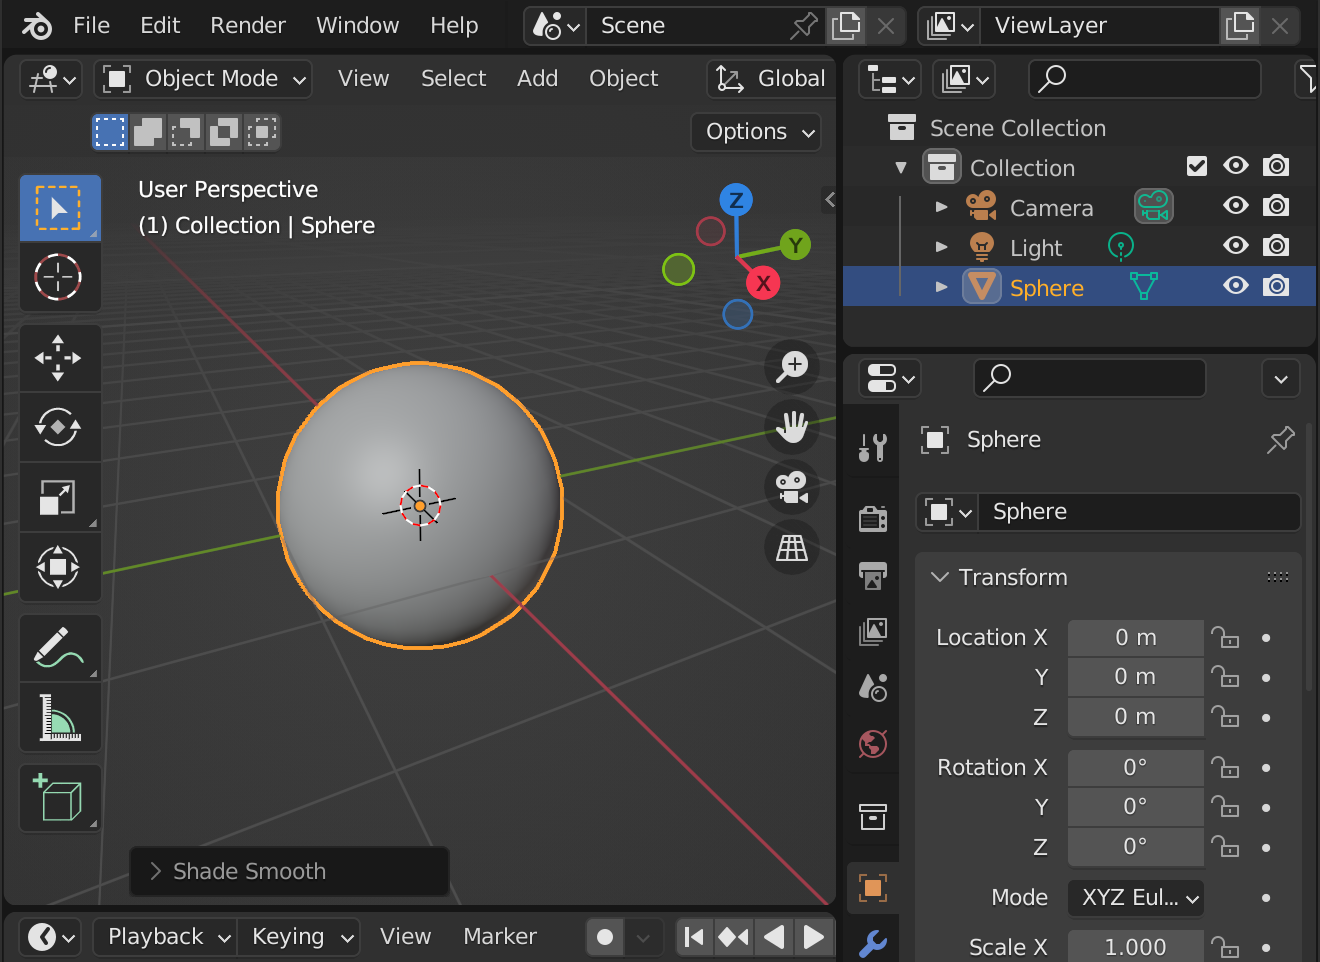 File Edit Render Window Help Scene ViewLayer
Object Mode View Select Add Object Global
Options
User Perspective
(1) Collection | Sphere
Z
Y
X
Shade Smooth
Playback Keying View Marker
Scene Collection
Collection
Camera
Light
Sphere
Sphere
Sphere
Transform
Location X 0 m
Y 0 m
Z 0 m
Rotation X 0°
Y 0°
Z 0°
Mode XYZ Eul...
Scale X 1.000